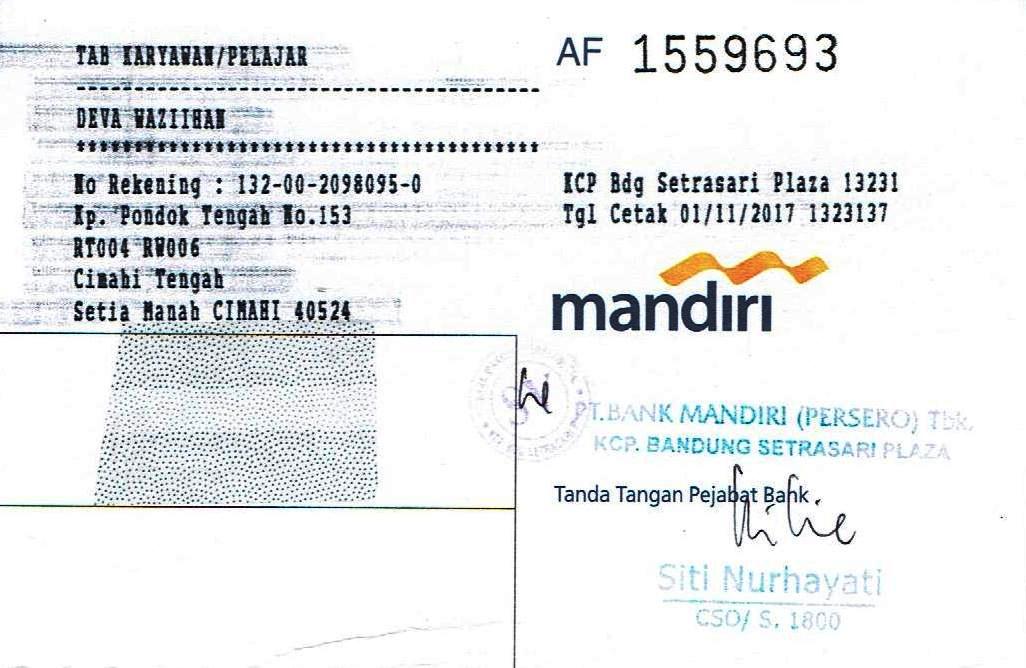 TAB KARYAWAN/PELAJAR
AF 1559693
----------------------------------------
DEVA WAZIIHAN
****************************************
No Rekening : 132-00-2098095-0
Kp. Pondok Tengah No.153
RT004 RW006
Cimahi Tengah
Setia Manah CIMAHI 40524
KCP Bdg Setrasari Plaza 13231
Tgl Cetak 01/11/2017 1323137
mandiri
PT.BANK MANDIRI (PERSERO) Tbk.
KCP. BANDUNG SETRASARI PLAZA
Tanda Tangan Pejabat Bank
Siti Nurhayati
CSO/ S. 1800